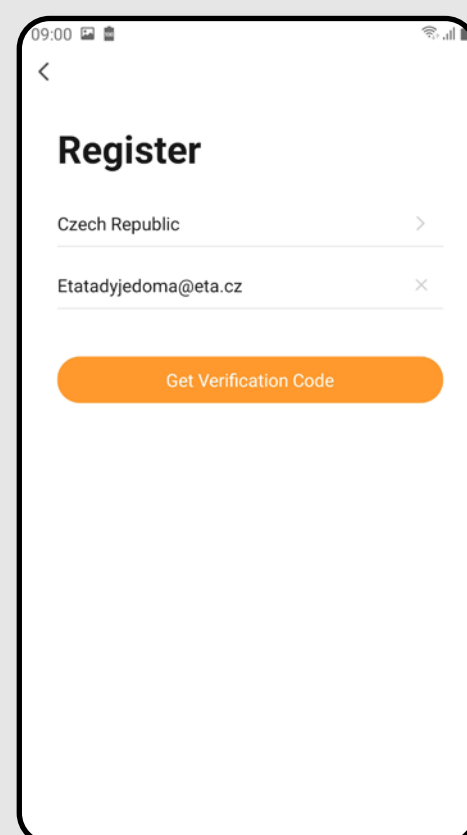 09:00
Register
Czech Republic
Etatadyjedoma@eta.cz
Get Verification Code